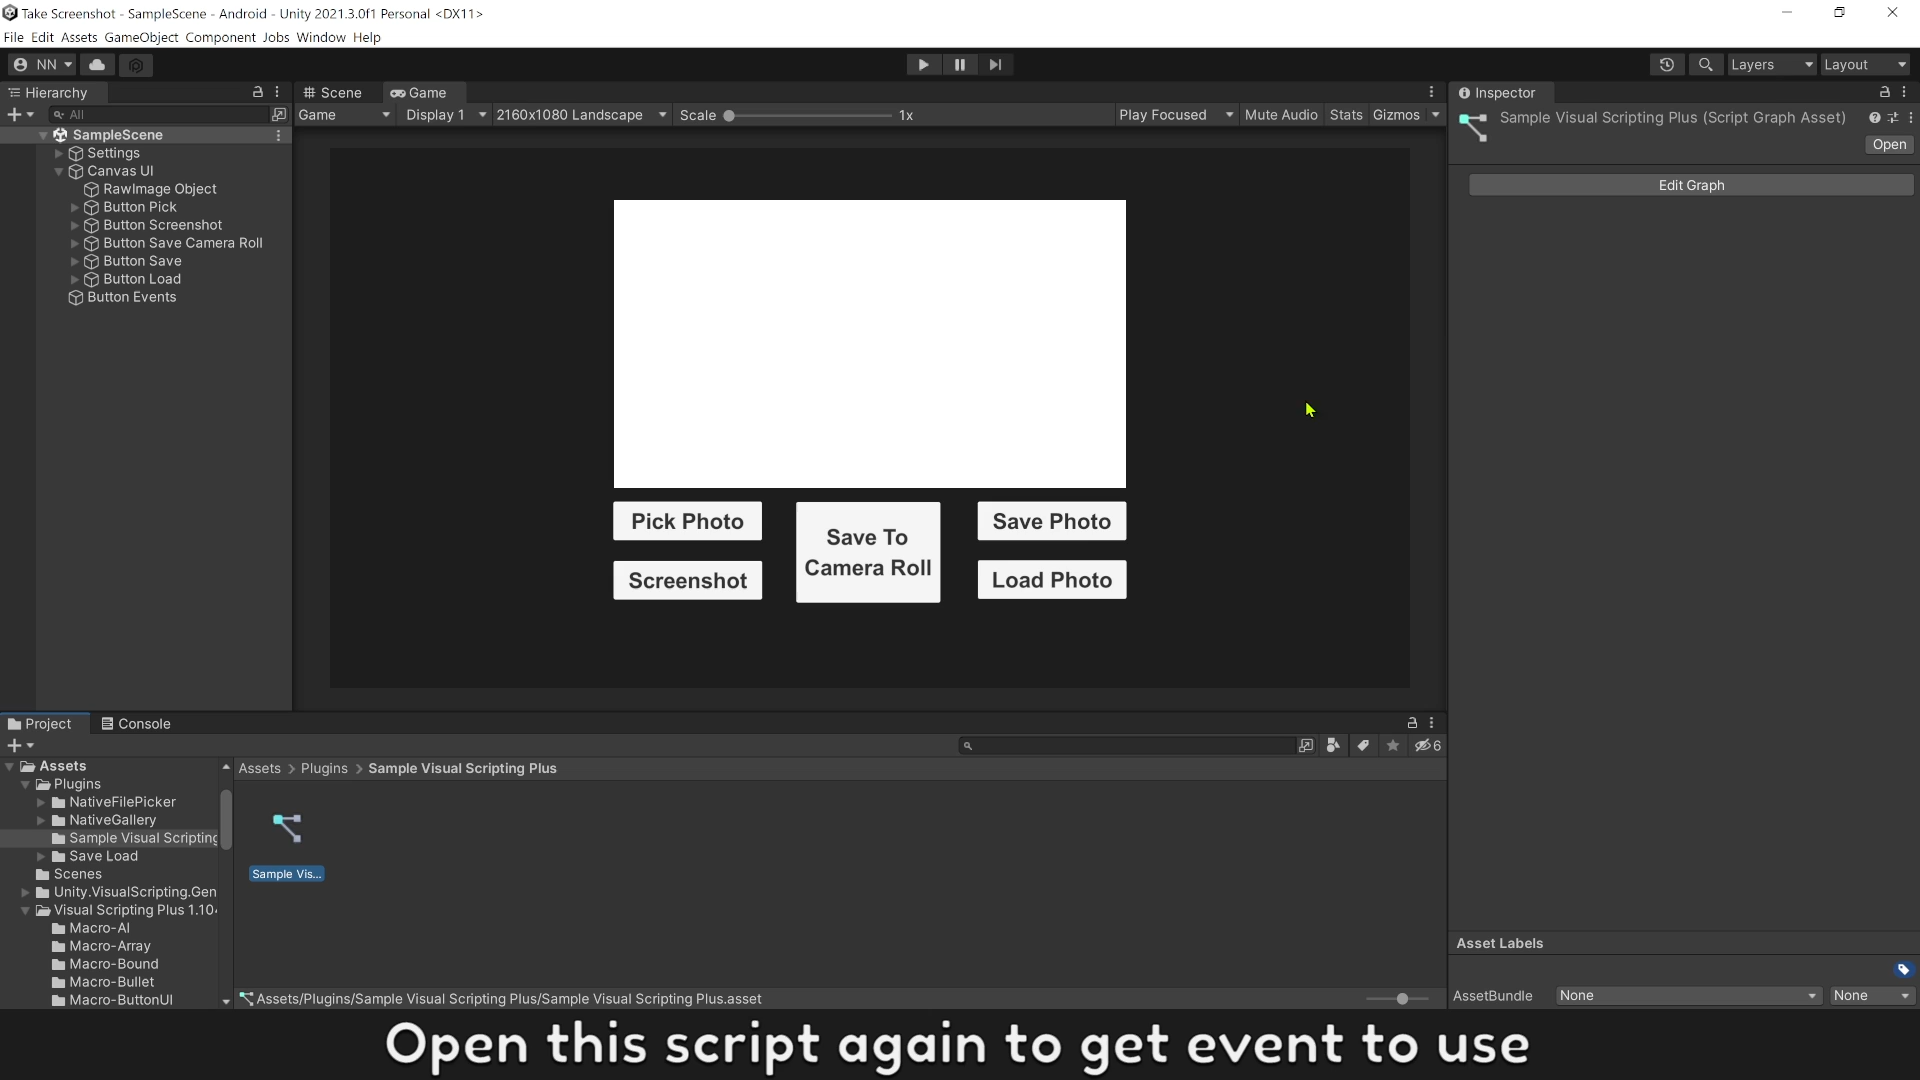 Take Screenshot - SampleScene - Android - Unity 2021.3.0f1 Personal <DX11>
File Edit Assets GameObject Component Jobs Window Help
NN Layers Layout
Hierarchy Scene Game Inspector
All Game Display 1 2160x1080 Landscape Scale 1x Play Focused Mute Audio Stats Gizmos Sample Visual Scripting Plus (Script Graph Asset)
SampleScene
Open
Settings
Canvas UI
Edit Graph
RawImage Object
Button Pick
Button Screenshot
Button Save Camera Roll
Button Save
Button Load
Button Events
Pick Photo
Save To
Camera Roll
Save Photo
Screenshot
Load Photo
Project Console
6
Assets
Assets > Plugins > Sample Visual Scripting Plus
Plugins
NativeFilePicker
NativeGallery
Sample Visual Scripting
Save Load
Scenes
Sample Vis...
Unity.VisualScripting.Gen
Visual Scripting Plus 1.104
Macro-AI
Macro-Array
Macro-Bound
Macro-Bullet
Macro-ButtonUI
Assets/Plugins/Sample Visual Scripting Plus/Sample Visual Scripting Plus.asset
Asset Labels
AssetBundle None None
Open this script again to get event to use